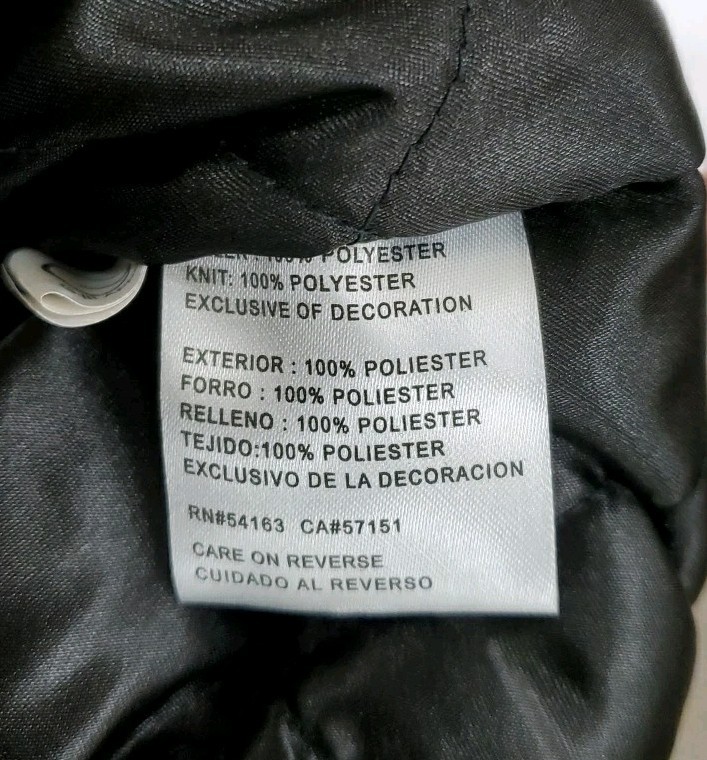 POLYESTER
KNIT: 100% POLYESTER
EXCLUSIVE OF DECORATION
EXTERIOR : 100% POLIESTER
FORRO : 100% POLIESTER
RELLENO : 100% POLIESTER
TEJIDO:100% POLIESTER
EXCLUSIVO DE LA DECORACION
RN#54163 CA#57151
CARE ON REVERSE
CUIDADO AL REVERSO